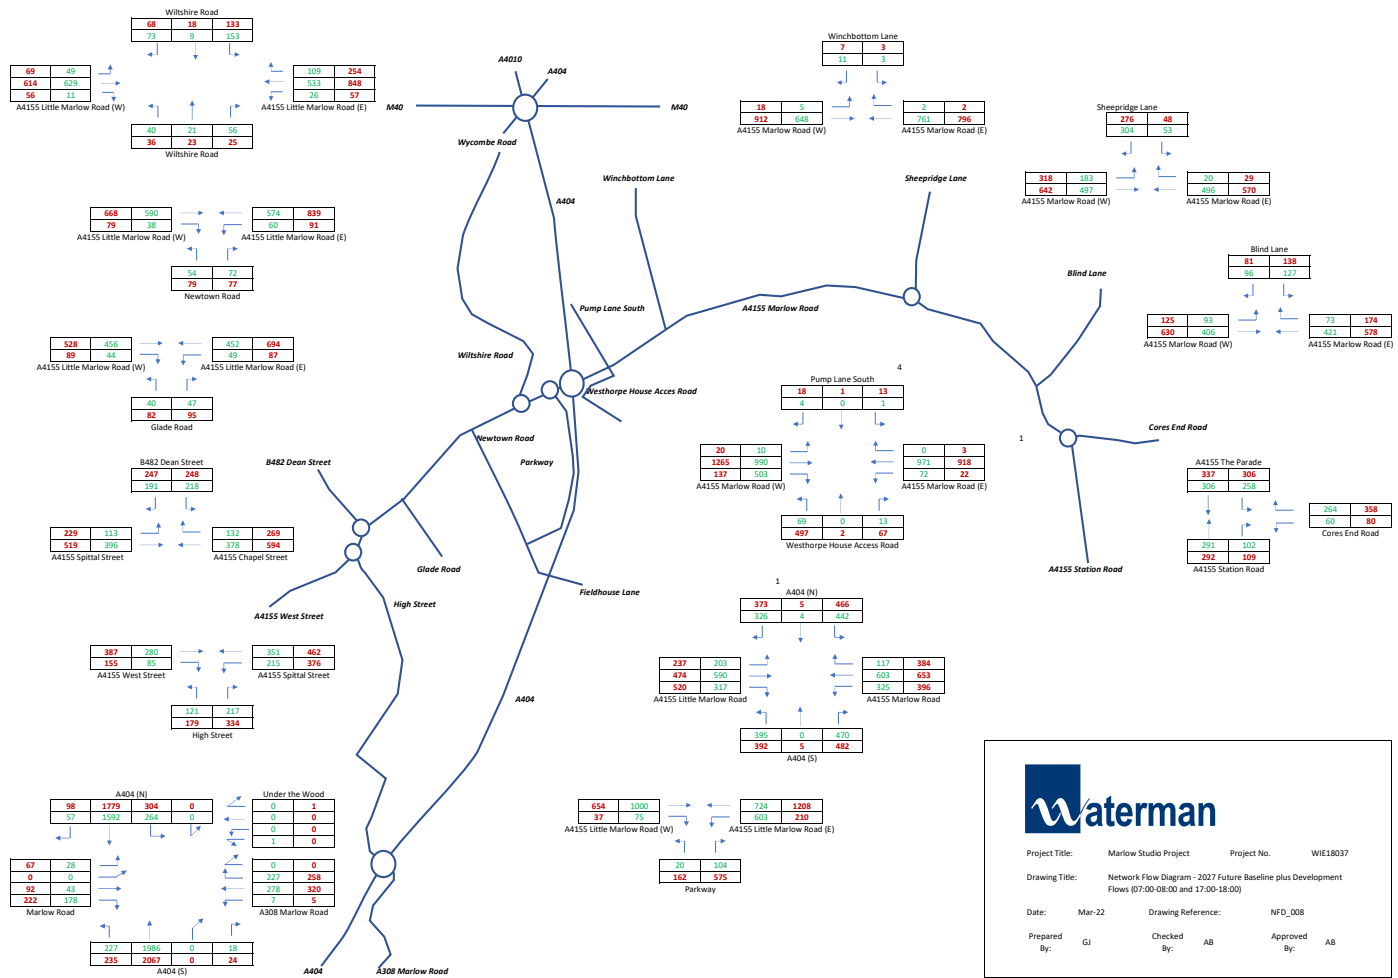 Wiltshire Road
68 18 133
73 9 153
69 49
614 629
56 11
A4155 Little Marlow Road (W)
109 254
533 848
26 57
A4155 Little Marlow Road (E)
40 21 56
36 23 25
Wiltshire Road
668 590
79 38
A4155 Little Marlow Road (W)
574 839
60 91
A4155 Little Marlow Road (E)
54 72
79 77
Newtown Road
528 456
89 44
A4155 Little Marlow Road (W)
452 694
49 87
A4155 Little Marlow Road (E)
40 47
82 95
Glade Road
B482 Dean Street
247 248
191 218
229 113
519 396
A4155 Spittal Street
132 269
378 594
A4155 Chapel Street
387 280
155 85
A4155 West Street
351 462
215 376
A4155 Spittal Street
121 217
179 334
High Street
A404 (N)
98 1779 304 0
57 1592 264 0
Under the Wood
0 1
0 0
0 0
1 0
67 28
0 0
92 43
222 178
Marlow Road
0 0
227 258
278 320
7 5
A308 Marlow Road
227 1986 0 18
235 2067 0 24
A404 (S)
A4010
A404
M40
M40
Wycombe Road
A404
Winchbottom Lane
Pump Lane South
A4155 Marlow Road
Sheepridge Lane
Blind Lane
Wiltshire Road
Westhorpe House Acces Road
Newtown Road
Parkway
B482 Dean Street
Glade Road
Fieldhouse Lane
A4155 West Street
High Street
A404
A404
A308 Marlow Road
Cores End Road
A4155 Station Road
Winchbottom Lane
7 3
11 3
18 5
912 648
A4155 Marlow Road (W)
2 2
761 796
A4155 Marlow Road (E)
Sheepridge Lane
276 48
304 53
318 183
642 497
A4155 Marlow Road (W)
20 29
496 570
A4155 Marlow Road (E)
Blind Lane
81 138
96 127
125 93
630 406
A4155 Marlow Road (W)
73 174
421 578
A4155 Marlow Road (E)
4
Pump Lane South
18 1 13
4 0 1
20 10
1265 990
137 503
A4155 Marlow Road (W)
0 3
971 918
72 22
A4155 Marlow Road (E)
69 0 13
497 2 67
Westhorpe House Access Road
1
A4155 The Parade
337 306
306 258
264 358
60 80
Cores End Road
291 102
292 109
A4155 Station Road
1
A404 (N)
373 5 466
326 4 442
237 203
474 590
520 317
A4155 Little Marlow Road
117 384
603 653
325 396
A4155 Marlow Road
395 0 470
392 5 482
A404 (S)
654 1000
37 75
A4155 Little Marlow Road (W)
724 1208
603 210
A4155 Little Marlow Road (E)
20 104
162 575
Parkway
Waterman
Project Title: Marlow Studio Project Project No. WIE18037
Drawing Title: Network Flow Diagram - 2027 Future Baseline plus Development
Flows (07:00-08:00 and 17:00-18:00)
Date: Mar-22 Drawing Reference: NFD_008
Prepared By: GJ Checked By: AB Approved By: AB